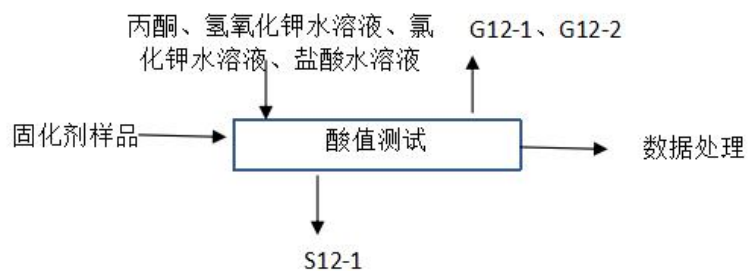 丙酮、氢氧化钾水溶液、氯
化钾水溶液、盐酸水溶液
G12-1、G12-2
固化剂样品
酸值测试
数据处理
S12-1